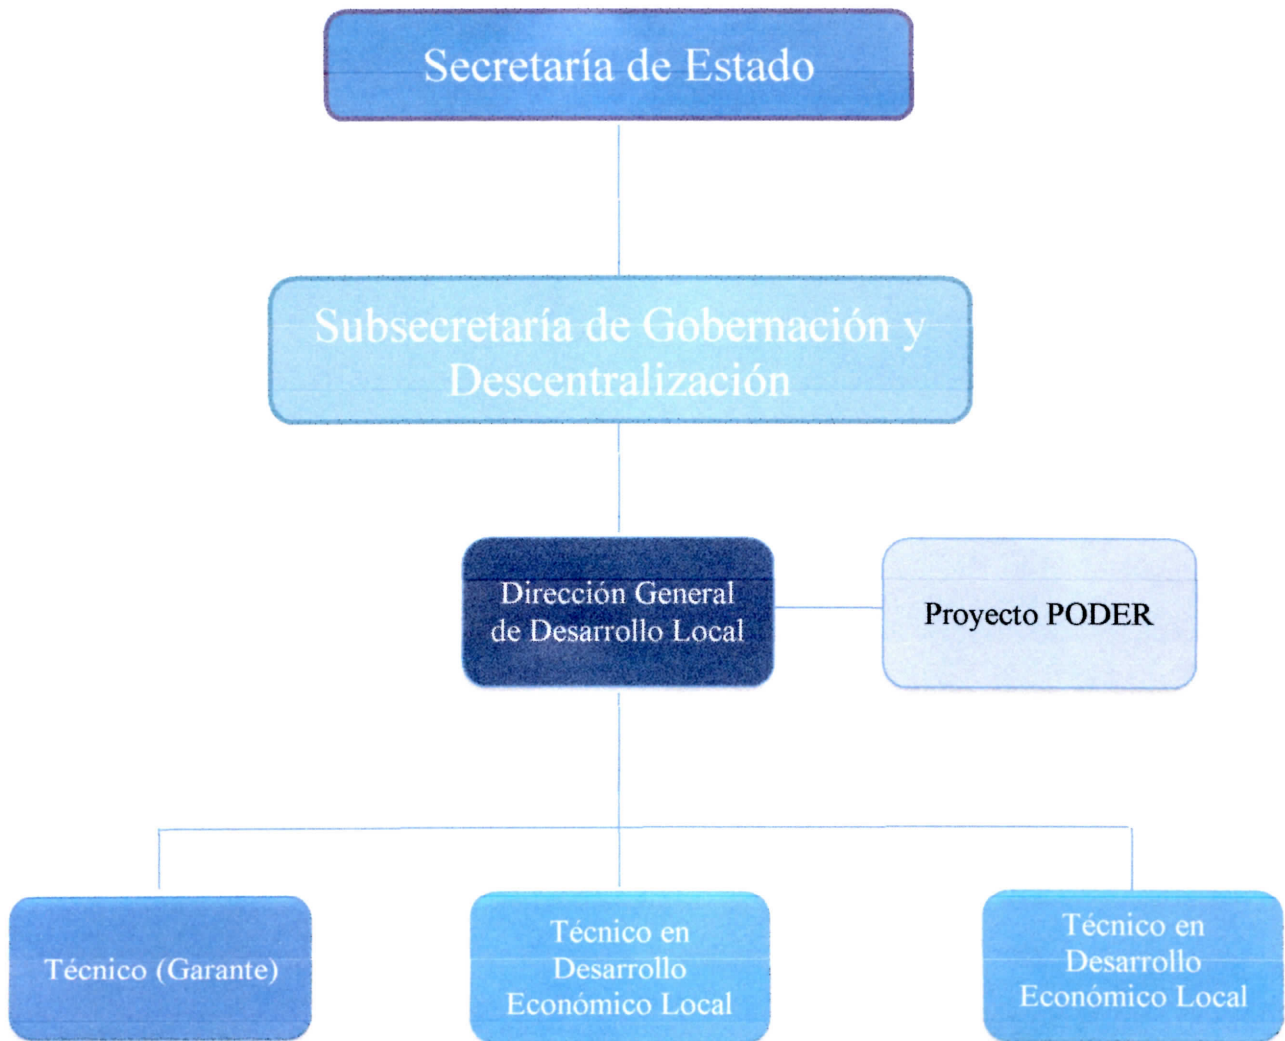 Secretaría de Estado
Subsecretaría de Gobernación y
Descentralización
Dirección General
de Desarrollo Local
Proyecto PODER
Técnico (Garante)
Técnico en
Desarrollo
Económico Local
Técnico en
Desarrollo
Económico Local